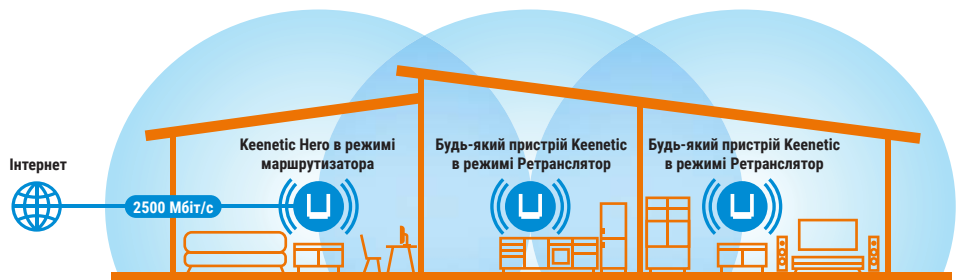 Інтернет
2500 Мбіт/с
Keenetic Hero в режимі
маршрутизатора
Будь-який пристрій Keenetic
в режимі Ретранслятор
Будь-який пристрій Keenetic
в режимі Ретранслятор